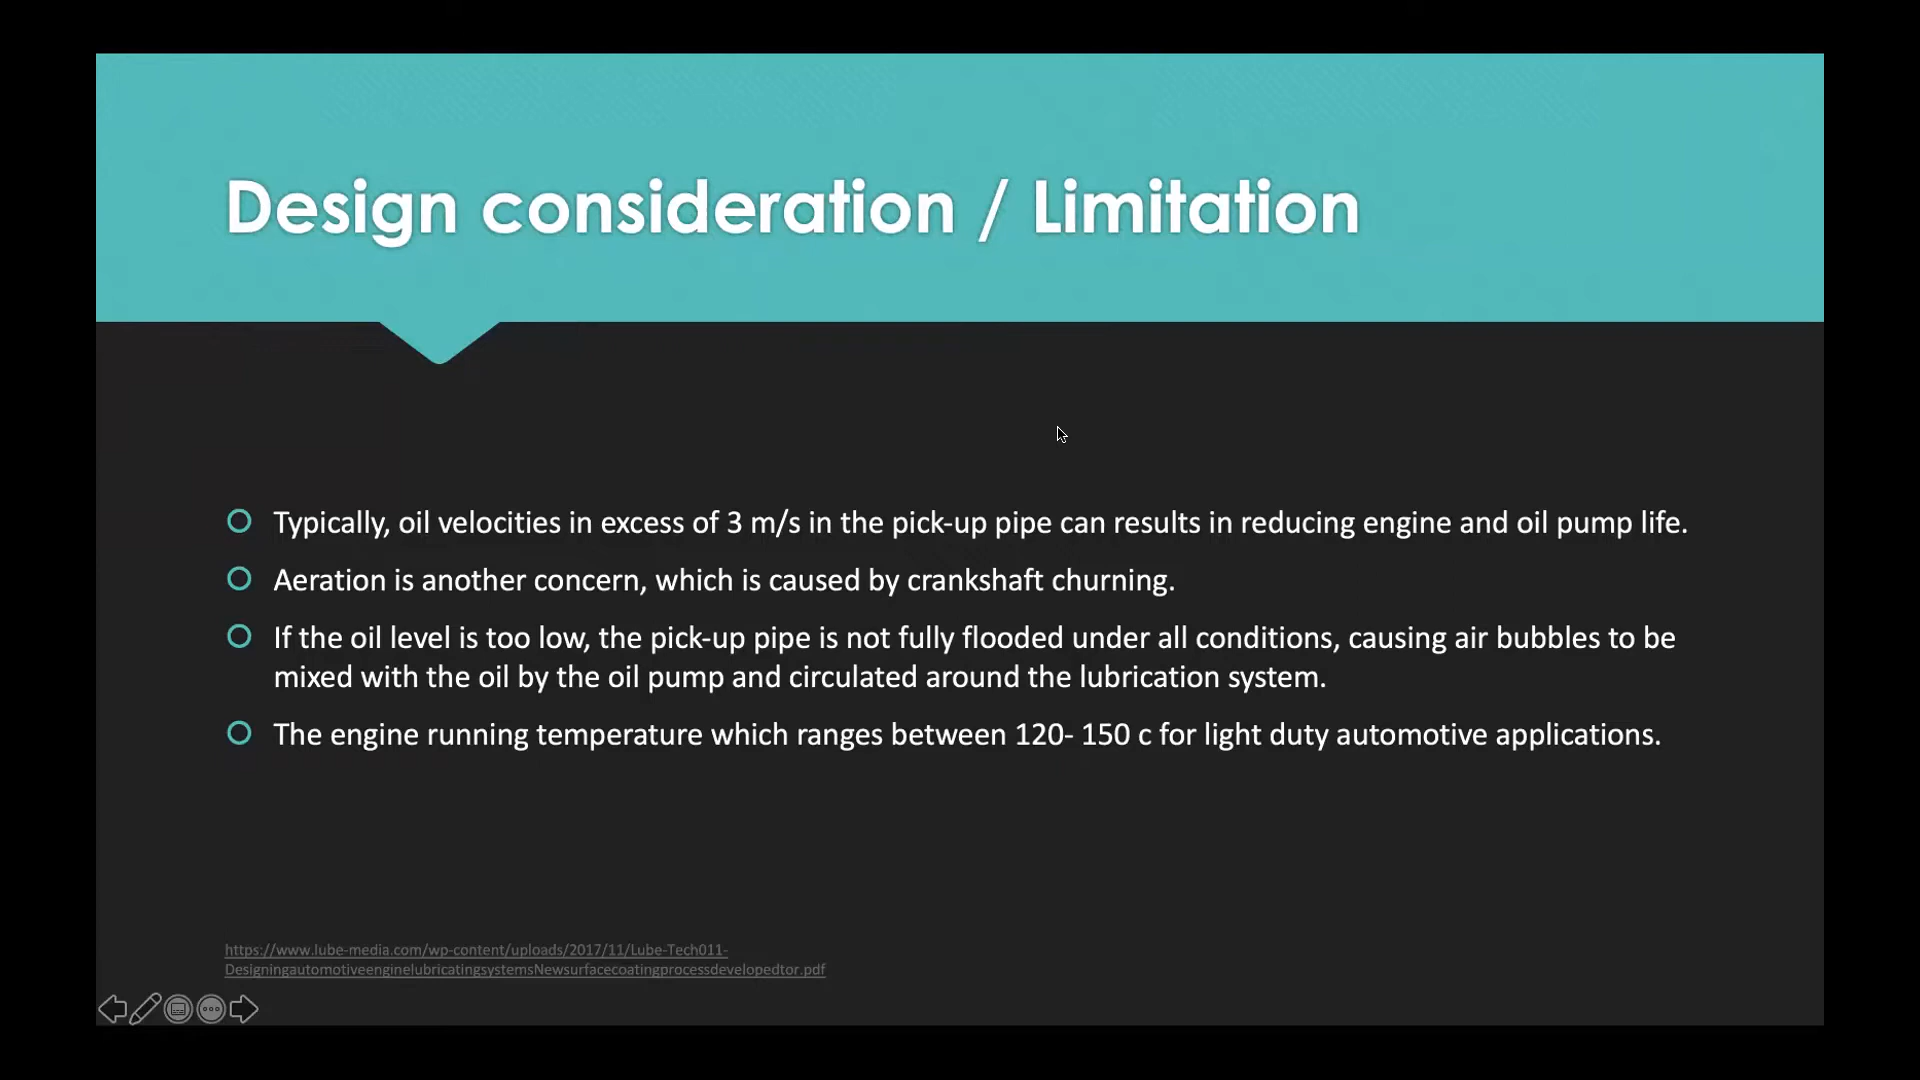 Design consideration / Limitation
Typically, oil velocities in excess of 3 m/s in the pick-up pipe can results in reducing engine and oil pump life.
Aeration is another concern, which is caused by crankshaft churning.
If the oil level is too low, the pick-up pipe is not fully flooded under all conditions, causing air bubbles to be
mixed with the oil by the oil pump and circulated around the lubrication system.
The engine running temperature which ranges between 120- 150 c for light duty automotive applications.
https://www.lube-media.com/wp-content/uploads/2017/11/Lube-Tech011-
DesigningautomotiveenginelubricatingsystemsNewsurfacecoatingprocessdevelopedtor.pdf